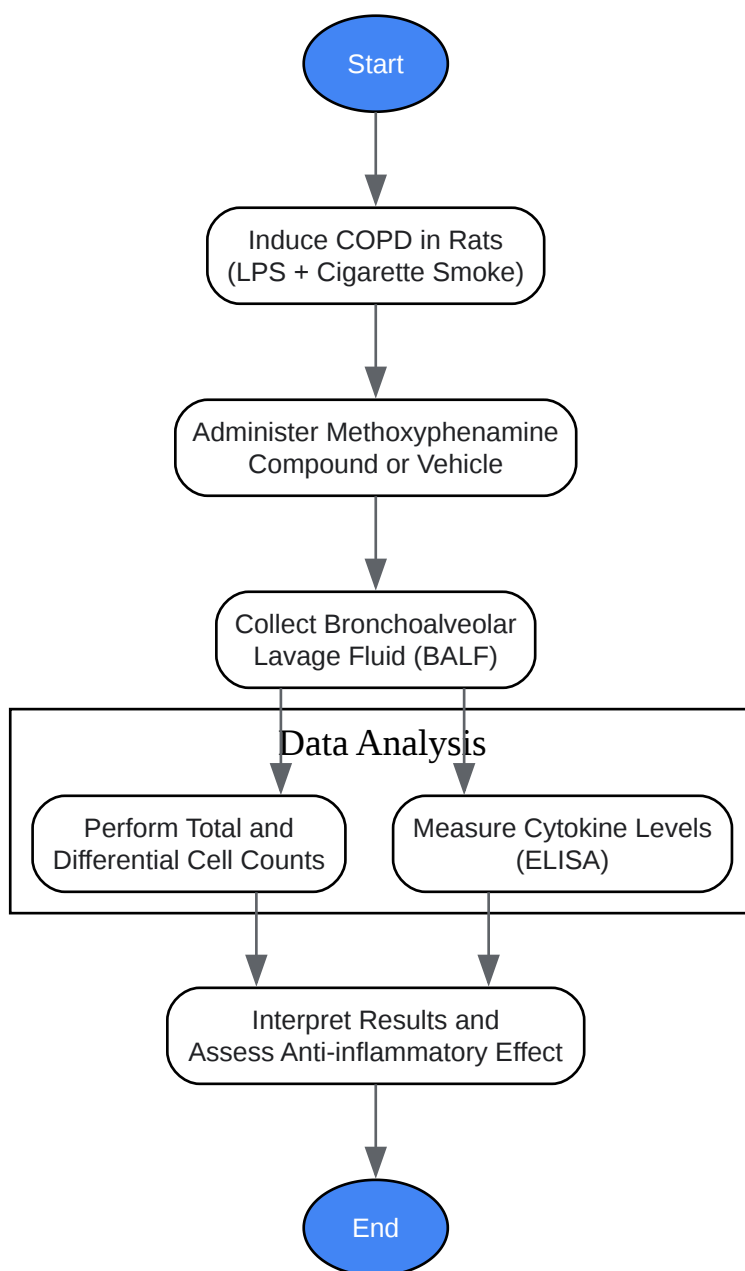 Start
Induce COPD in Rats
(LPS + Cigarette Smoke)
Administer Methoxyphenamine
Compound or Vehicle
Collect Bronchoalveolar
Lavage Fluid (BALF)
Data Analysis
Perform Total and
Differential Cell Counts
Measure Cytokine Levels
(ELISA)
Interpret Results and
Assess Anti-inflammatory Effect
End